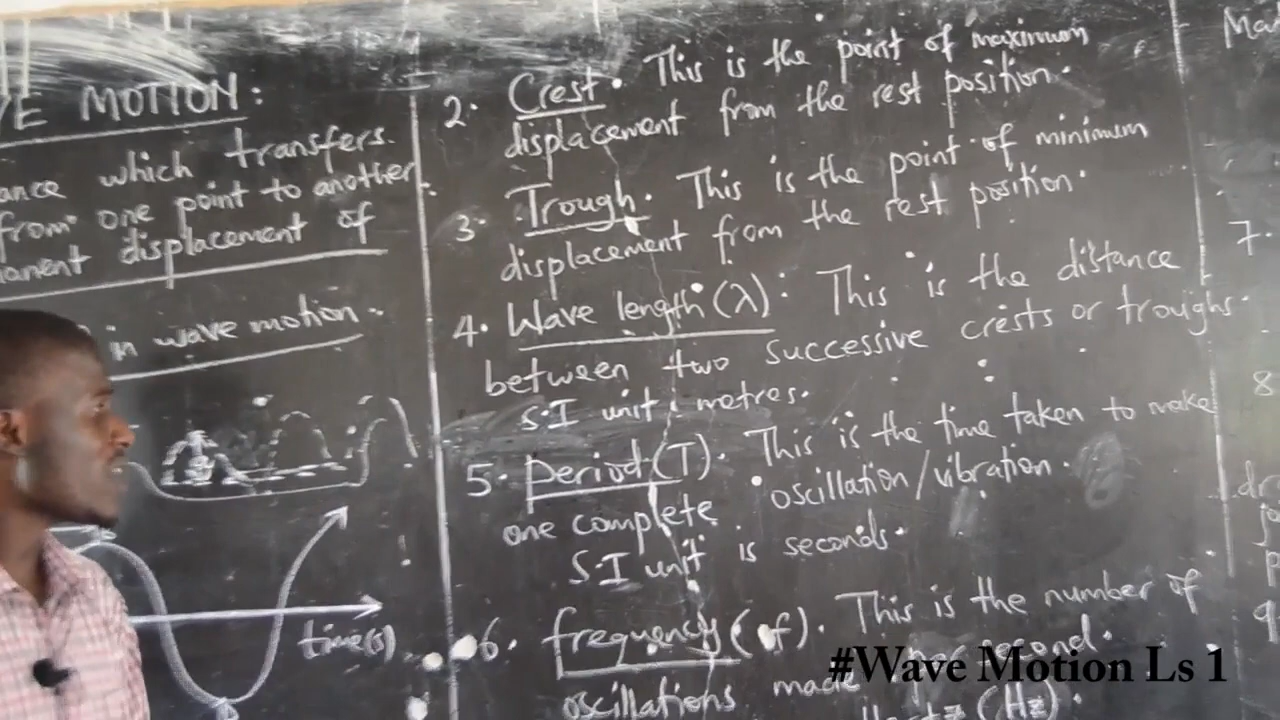 E MOTION:
ance which transfers.
from one point to another
anent displacement of
in wave motion.
time(s)
2. Crest. This is the point of maximum
displacement from the rest position.
3. Trough. This is the point of minimum
displacement from the rest position.
4. Wave length (λ). This is the distance
between two successive crests or troughs.
S.I unit: metres.
5. Period (T). This is the time taken to make
one complete oscillation/vibration.
S.I unit is seconds.
6. frequency (f). This is the number of
oscillations made per second.
Hertz (Hz).
7.
8
#Wave Motion Ls 1